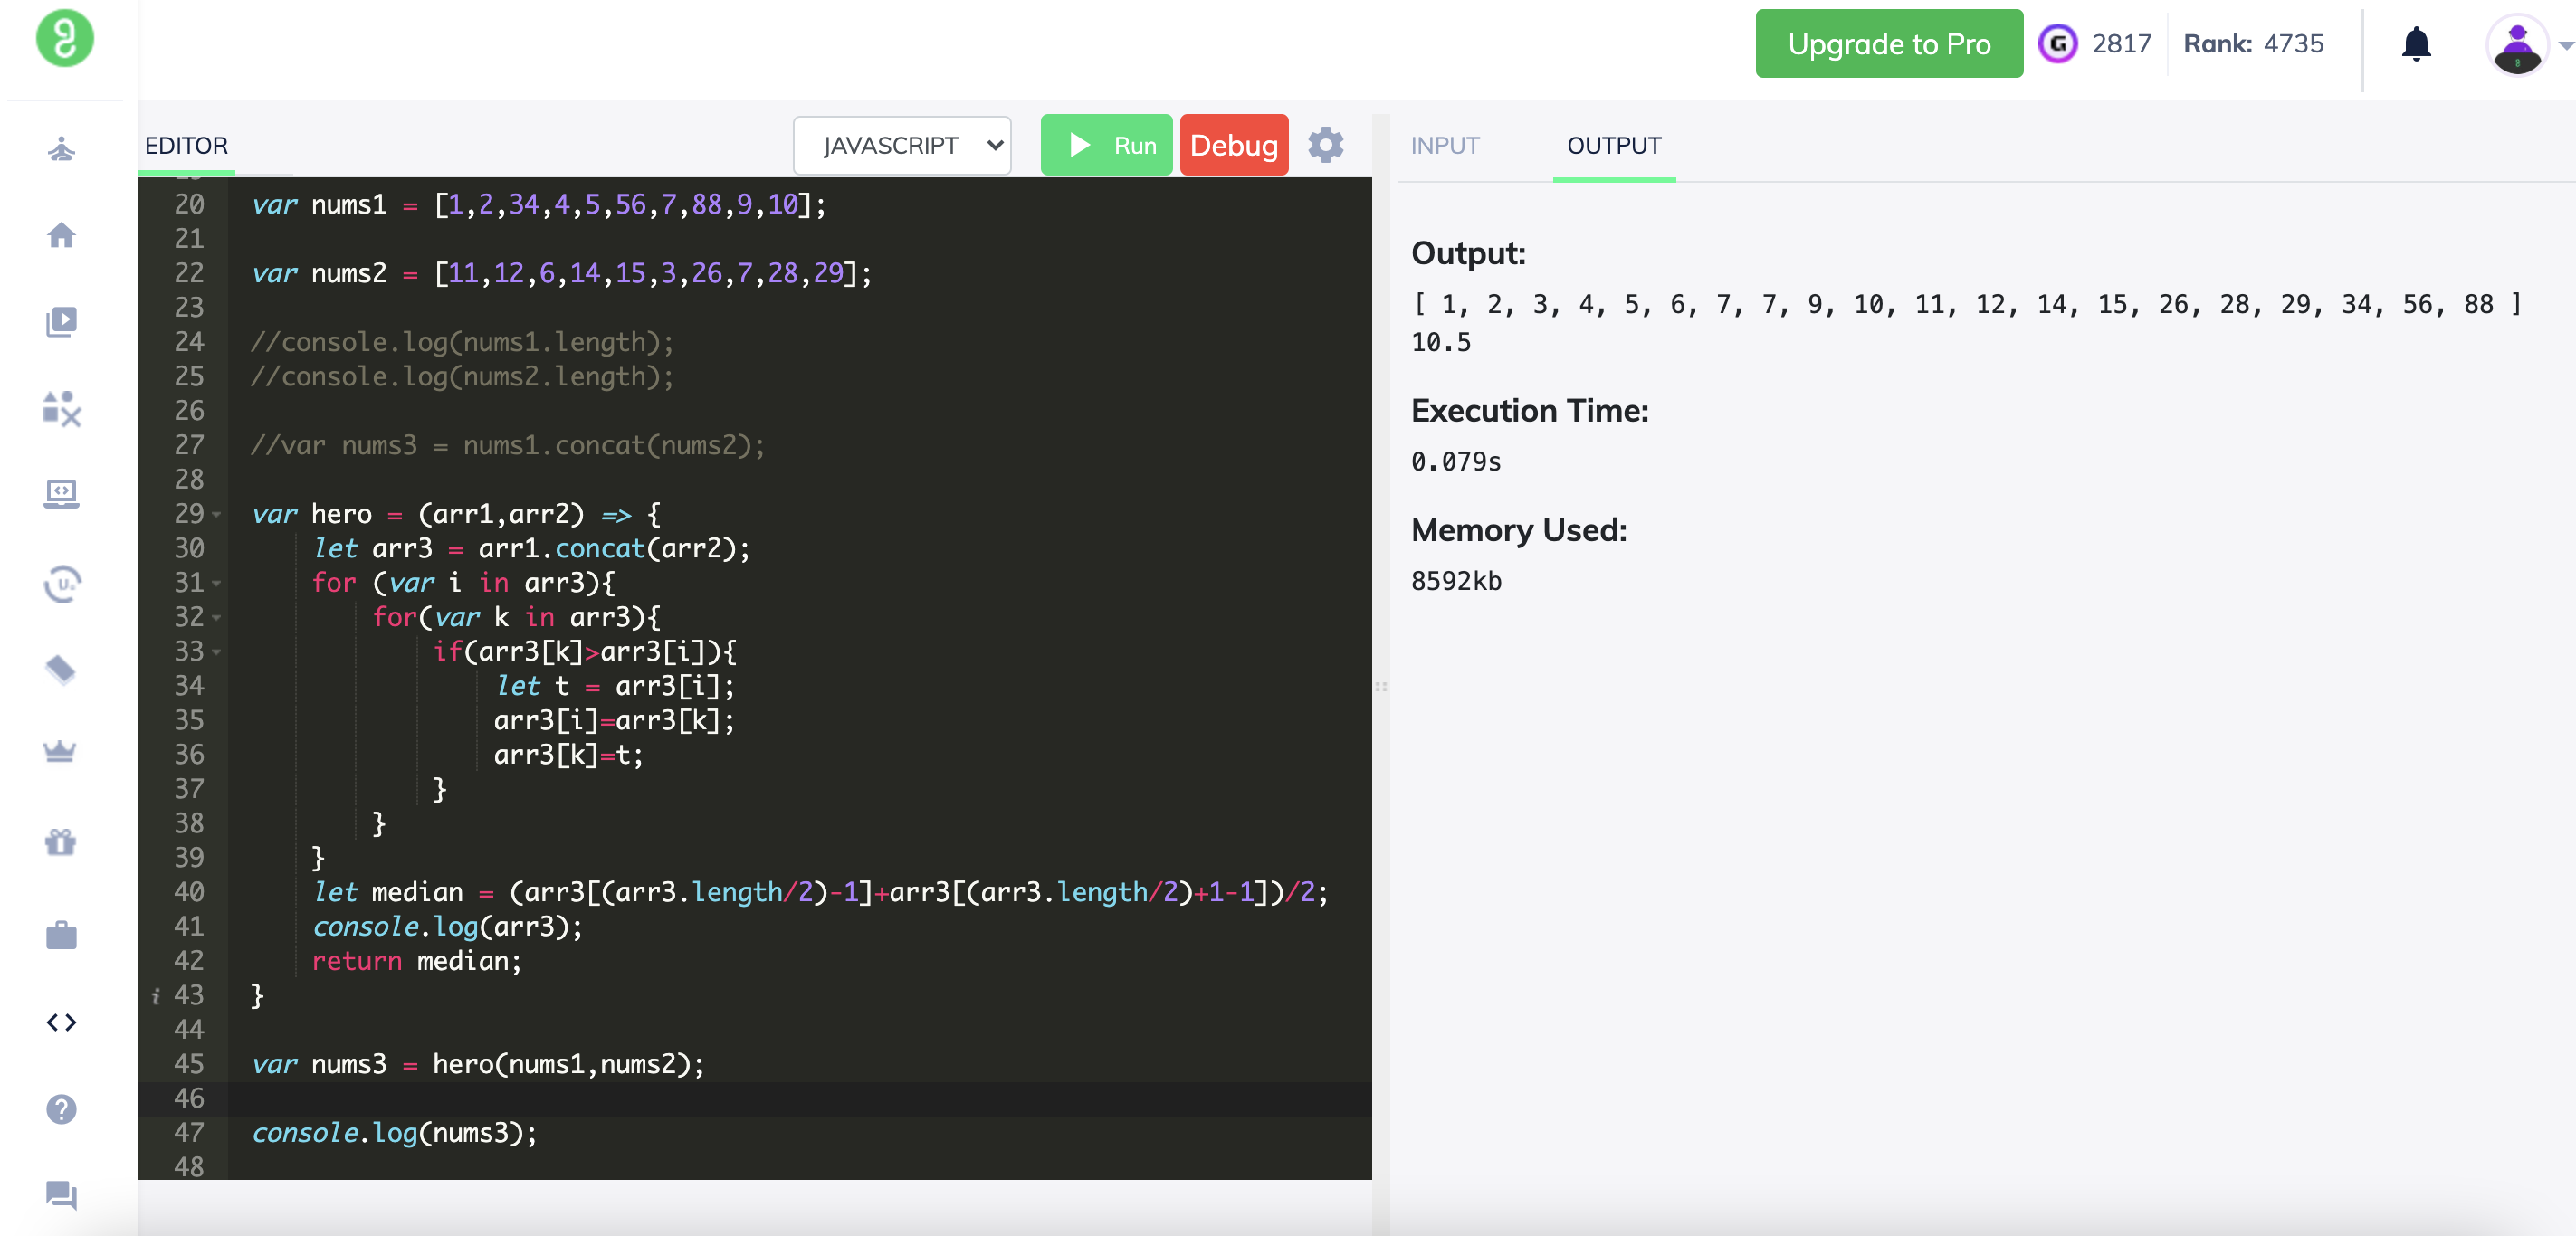 Upgrade to Pro
G 2817 Rank: 4735
EDITOR JAVASCRIPT Run Debug INPUT OUTPUT
20 var nums1 = [1,2,34,4,5,56,7,88,9,10];
21
22 var nums2 = [11,12,6,14,15,3,26,7,28,29];
23
24 //console.log(nums1.length);
25 //console.log(nums2.length);
26
27 //var nums3 = nums1.concat(nums2);
28
29 var hero = (arr1,arr2) => {
30 let arr3 = arr1.concat(arr2);
31 for (var i in arr3){
32 for(var k in arr3){
33 if(arr3[k]>arr3[i]){
34 let t = arr3[i];
35 arr3[i]=arr3[k];
36 arr3[k]=t;
37 }
38 }
39 }
40 let median = (arr3[(arr3.length/2)-1]+arr3[(arr3.length/2)+1-1])/2;
41 console.log(arr3);
42 return median;
i 43 }
44
45 var nums3 = hero(nums1,nums2);
46
47 console.log(nums3);
48
Output:
[ 1, 2, 3, 4, 5, 6, 7, 7, 9, 10, 11, 12, 14, 15, 26, 28, 29, 34, 56, 88 ]
10.5
Execution Time:
0.079s
Memory Used:
8592kb